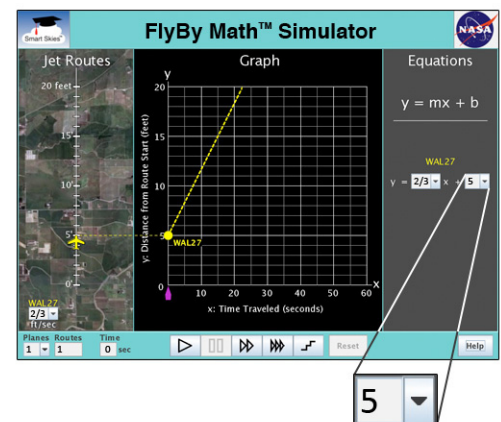 Smart Skies™
FlyBy Math™ Simulator
NASA
Jet Routes
20 feet
15'
10'
5'
0'
WAL27
2/3
ft/sec
Graph
y
20
15
10
5
0
WAL27
10 20 30 40 50 60 x
y: Distance from Route Start (feet)
x: Time Traveled (seconds)
Equations
y = mx + b
WAL27
y = 2/3 x + 5
Planes Routes Time
1 1 0 sec
Reset
Help
5